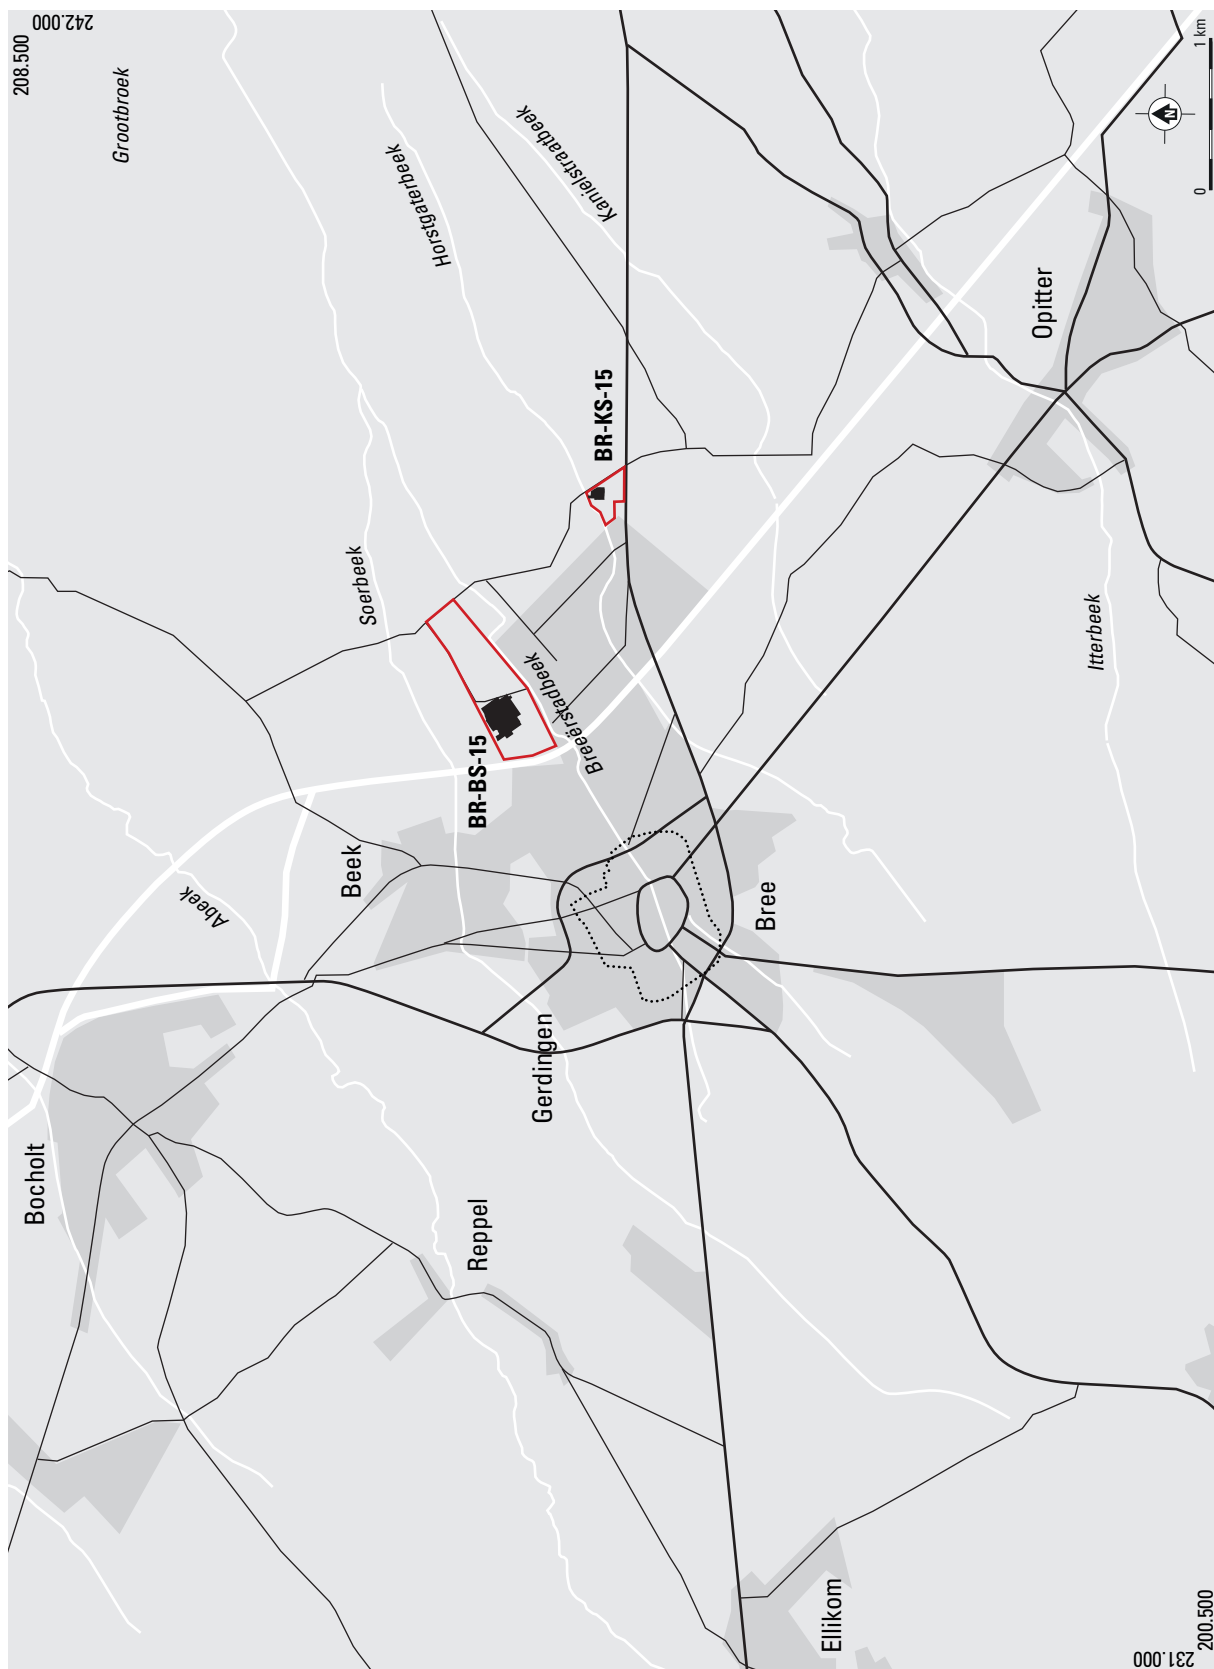 208.500
242.000
Bocholt
Grootbroek
Abeek
Beek
Soerbeek
Horstgaterbeek
Reppel
BR-BS-15
Gerdingen
Breeërstadbeek
Kanielstraatbeek
BR-KS-15
Bree
Ellikom
Opitter
Itterbeek
N
0 1 km
231.000
200.500